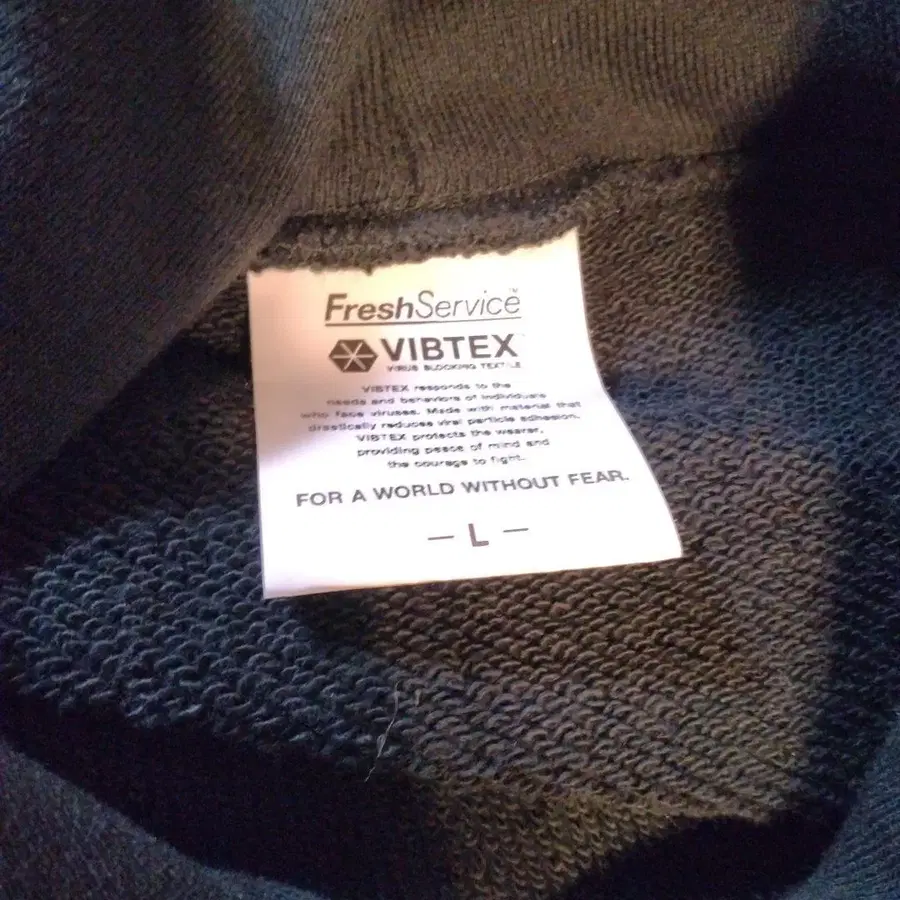 FreshService™
VIBTEX
VIRUS BLOCKING TEXTILE
VIBTEX responds to the
needs and behaviors of individuals
who face viruses. Made with material that
drastically reduces viral particle adhesion.
VIBTEX protects the wearer,
providing peace of mind and
the courage to fight.
FOR A WORLD WITHOUT FEAR.
– L –